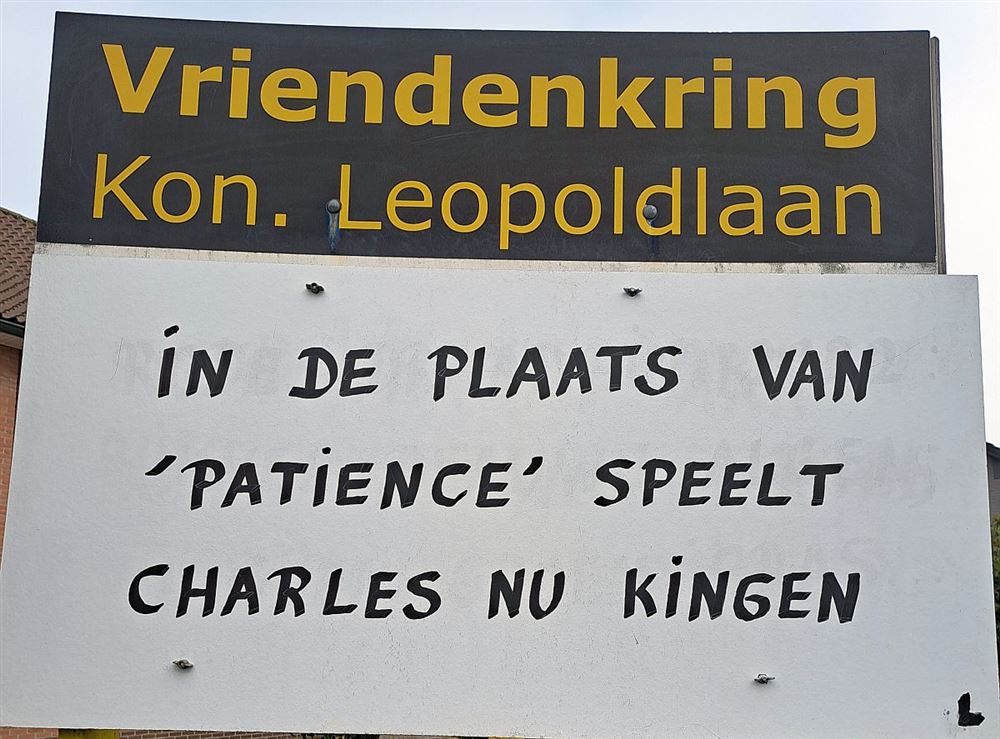 Vriendenkring
Kon. Leopoldlaan
iN DE PLAATS VAN
'PATiENCE' SPEELT
CHARLES NU KiNGEN
L